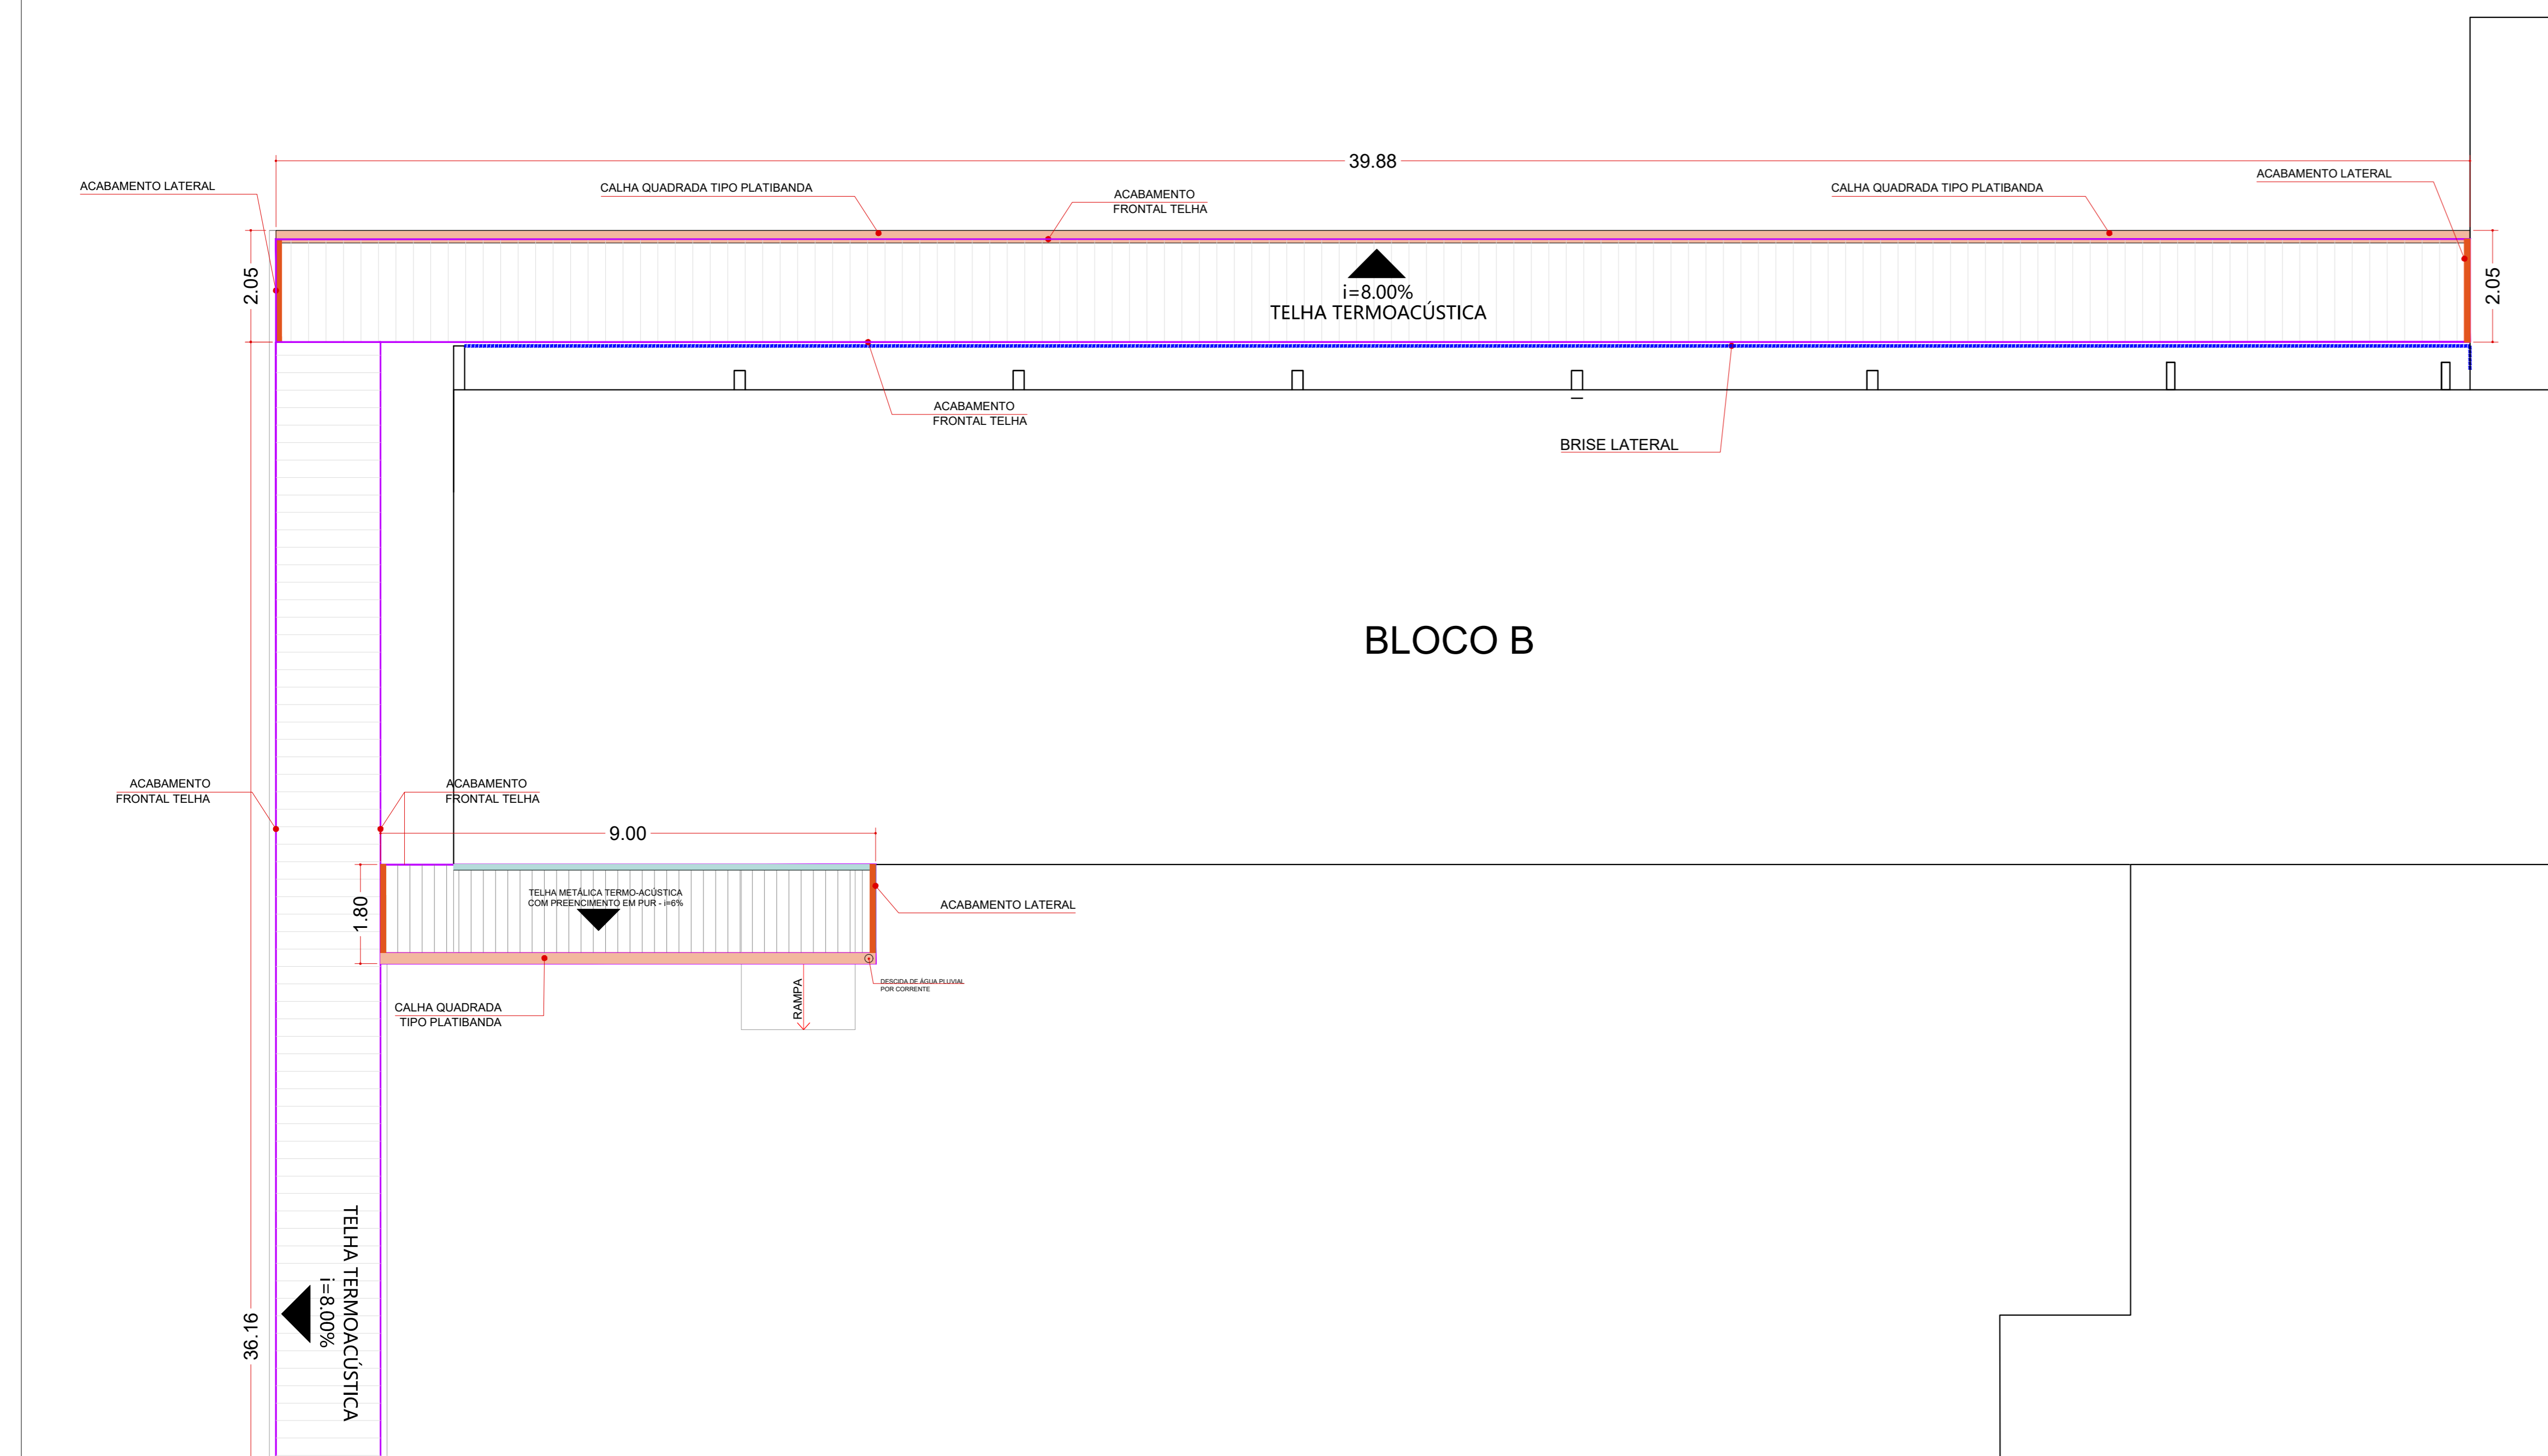 39.88
ACABAMENTO LATERAL
CALHA QUADRADA TIPO PLATIBANDA
ACABAMENTO
FRONTAL TELHA
CALHA QUADRADA TIPO PLATIBANDA
ACABAMENTO LATERAL
2.05
i=8.00%
TELHA TERMOACÚSTICA
2.05
ACABAMENTO
FRONTAL TELHA
BRISE LATERAL
BLOCO B
ACABAMENTO
FRONTAL TELHA
ACABAMENTO
FRONTAL TELHA
9.00
1.80
TELHA METÁLICA TERMO-ACÚSTICA
COM PREENCIMENTO EM PUR - i=6%
ACABAMENTO LATERAL
DESCIDA DE ÁGUA PLUVIAL
POR CORRENTE
RAMPA
CALHA QUADRADA
TIPO PLATIBANDA
TELHA TERMOACÚSTICA
i=8.00%
36.16